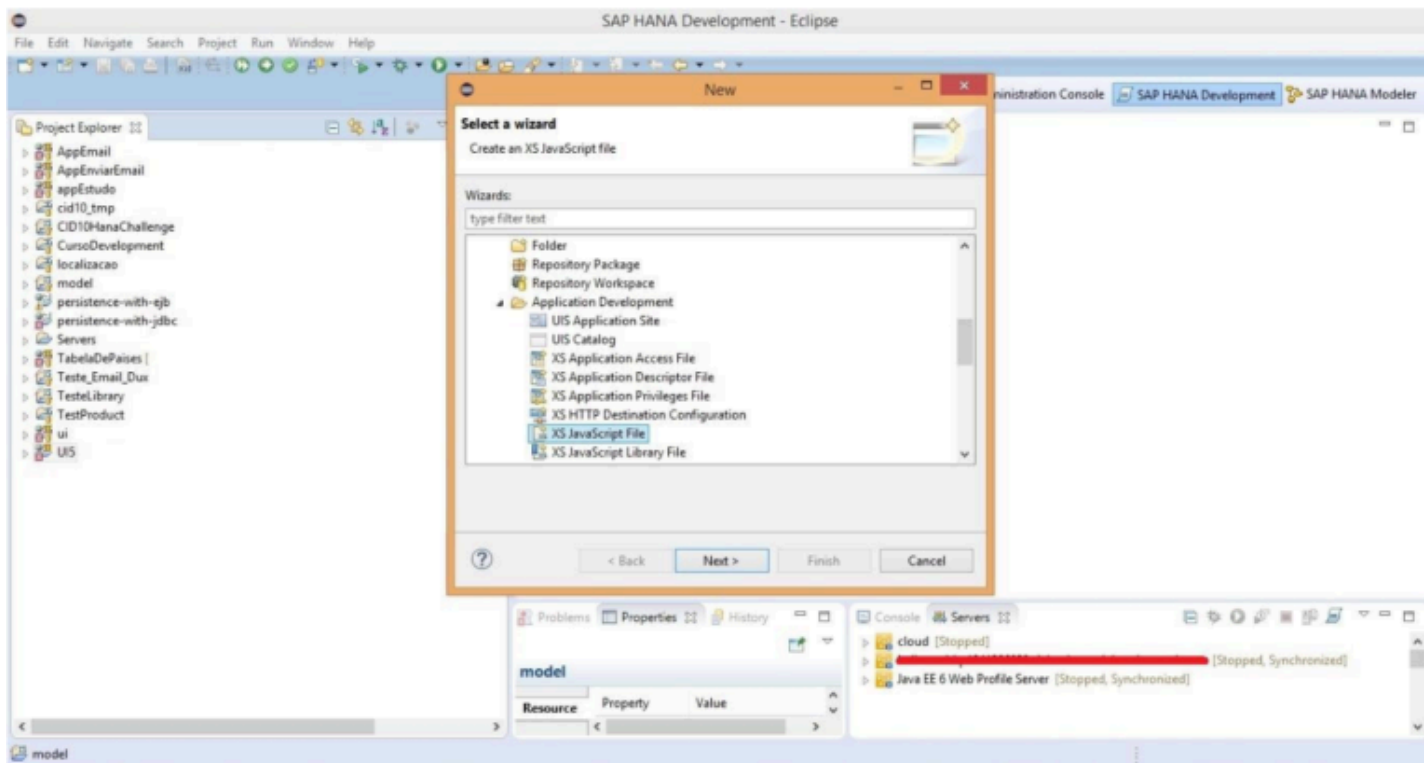 SAP HANA Development - Eclipse
File Edit Navigate Search Project Run Window Help
New
ministration Console SAP HANA Development SAP HANA Modeler
Project Explorer
AppEmail
AppEnviarEmail
appEstudo
cid10_tmp
CID10HanaChallenge
CursoDevelopment
localizacao
model
persistence-with-ejb
persistence-with-jdbc
Servers
TabelaDePaises [
Teste_Email_Dux
TesteLibrary
TestProduct
ui
UI5
Select a wizard
Create an XS JavaScript file
Wizards:
type filter text
Folder
Repository Package
Repository Workspace
Application Development
UIS Application Site
UIS Catalog
XS Application Access File
XS Application Descriptor File
XS Application Privileges File
XS HTTP Destination Configuration
XS JavaScript File
XS JavaScript Library File
? < Back Next > Finish Cancel
Problems Properties History
model
Resource Property Value
Console Servers
cloud [Stopped]
[Stopped, Synchronized]
Java EE 6 Web Profile Server [Stopped, Synchronized]
model